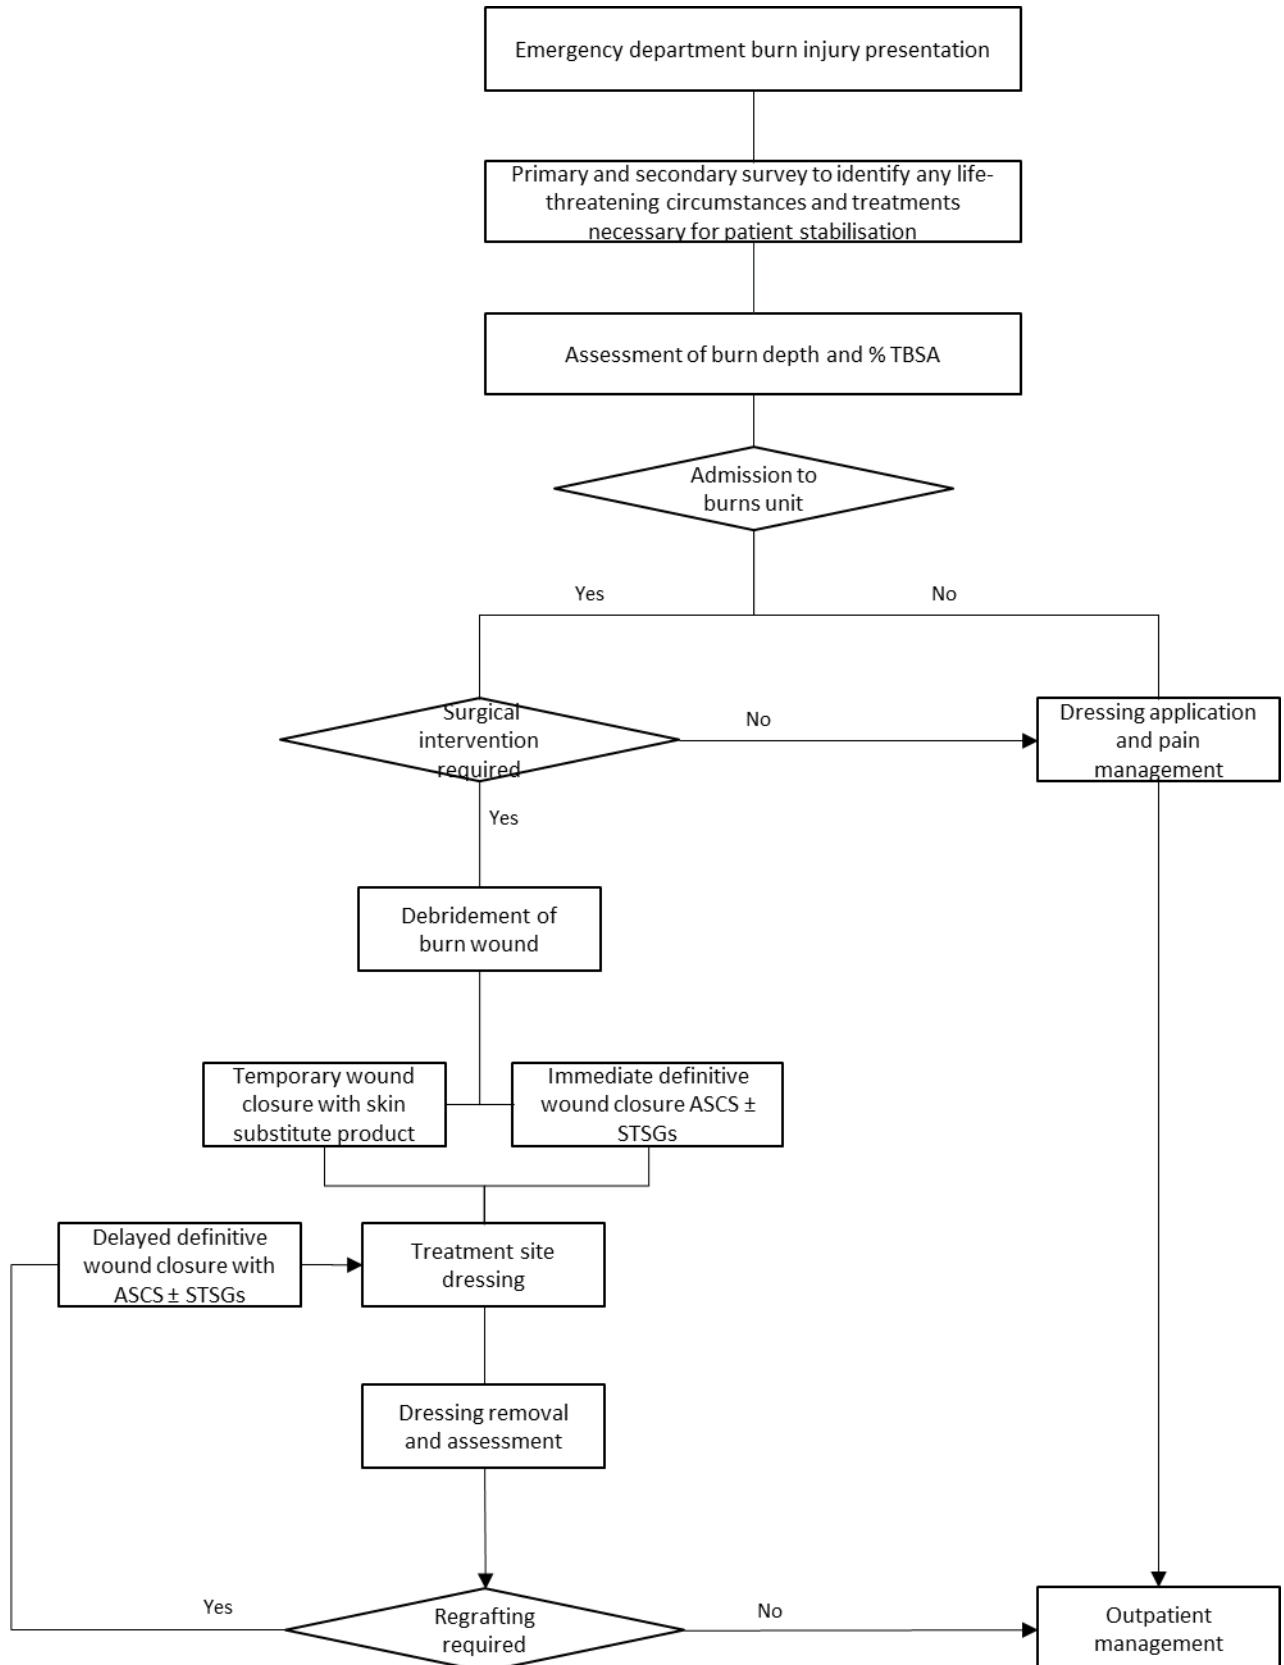 Emergency department burn injury presentation
Primary and secondary survey to identify any life-
threatening circumstances and treatments
necessary for patient stabilisation
Assessment of burn depth and % TBSA
Admission to
burns unit
Yes
No
Surgical
intervention
required
No
Dressing application
and pain
management
Yes
Debridement of
burn wound
Temporary wound
closure with skin
substitute product
Immediate definitive
wound closure ASCS ±
STSGs
Delayed definitive
wound closure with
ASCS ± STSGs
Treatment site
dressing
Dressing removal
and assessment
Yes
Regrafting
required
No
Outpatient
management